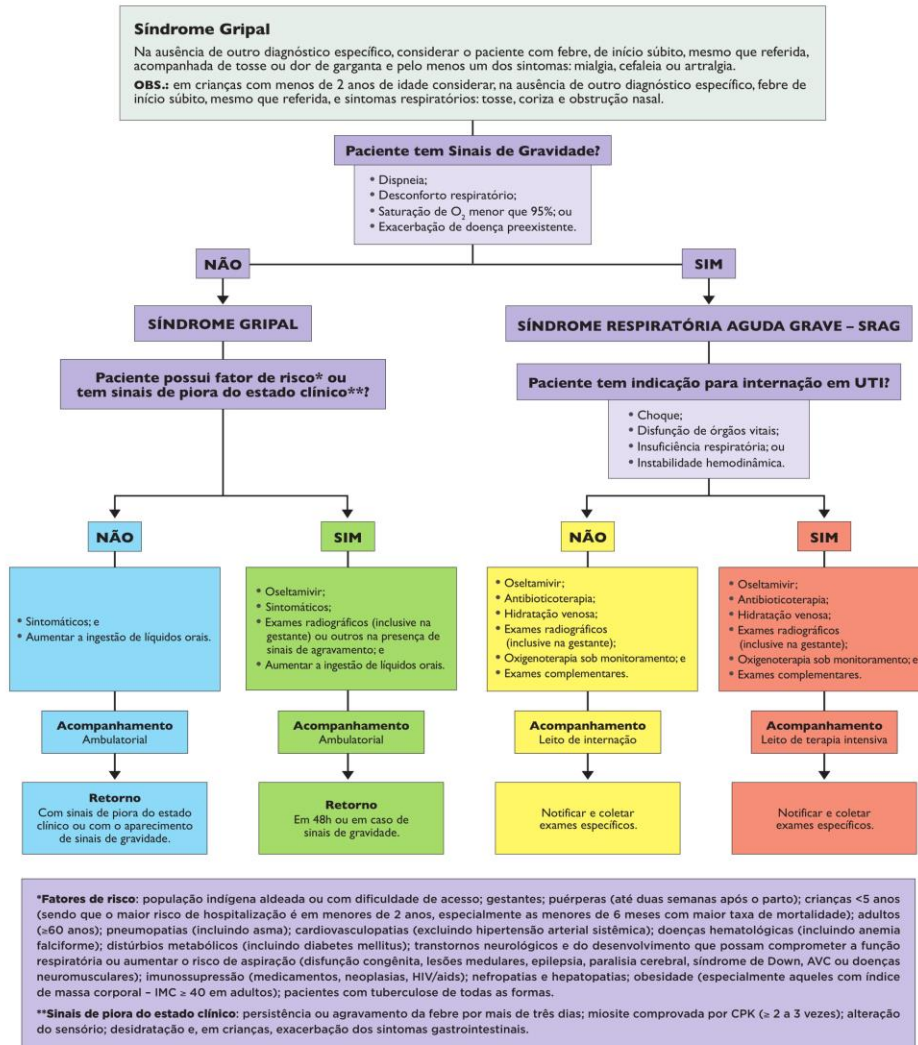 Síndrome Gripal
Na ausência de outro diagnóstico específico, considerar o paciente com febre, de início súbito, mesmo que referida,
acompanhada de tosse ou dor de garganta e pelo menos um dos sintomas: mialgia, cefaleia ou artralgia.
OBS.: em crianças com menos de 2 anos de idade considerar, na ausência de outro diagnóstico específico, febre de
início súbito, mesmo que referida, e sintomas respiratórios: tosse, coriza e obstrução nasal.
Paciente tem Sinais de Gravidade?
• Dispneia;
• Desconforto respiratório;
• Saturação de O₂ menor que 95%; ou
• Exacerbação de doença preexistente.
NÃO
SIM
SÍNDROME GRIPAL
SÍNDROME RESPIRATÓRIA AGUDA GRAVE – SRAG
Paciente possui fator de risco* ou
tem sinais de piora do estado clínico**?
Paciente tem indicação para internação em UTI?
• Choque;
• Disfunção de órgãos vitais;
• Insuficiência respiratória; ou
• Instabilidade hemodinâmica.
NÃO
SIM
NÃO
SIM
• Sintomáticos; e
• Aumentar a ingestão de líquidos orais.
• Oseltamivir;
• Sintomáticos;
• Exames radiográficos (inclusive na
gestante) ou outros na presença de
sinais de agravamento; e
• Aumentar a ingestão de líquidos orais.
• Oseltamivir;
• Antibioticoterapia;
• Hidratação venosa;
• Exames radiográficos
(inclusive na gestante);
• Oxigenoterapia sob monitoramento; e
• Exames complementares.
• Oseltamivir;
• Antibioticoterapia;
• Hidratação venosa;
• Exames radiográficos
(inclusive na gestante);
• Oxigenoterapia sob monitoramento; e
• Exames complementares.
Acompanhamento
Ambulatorial
Acompanhamento
Ambulatorial
Acompanhamento
Leito de internação
Acompanhamento
Leito de terapia intensiva
Retorno
Com sinais de piora do estado
clínico ou com o aparecimento
de sinais de gravidade.
Retorno
Em 48h ou em caso de
sinais de gravidade.
Notificar e coletar
exames específicos.
Notificar e coletar
exames específicos.
*Fatores de risco: população indígena aldeada ou com dificuldade de acesso; gestantes; puérperas (até duas semanas após o parto); crianças <5 anos
(sendo que o maior risco de hospitalização é em menores de 2 anos, especialmente as menores de 6 meses com maior taxa de mortalidade); adultos
(≥60 anos); pneumopatias (incluindo asma); cardiovasculopatias (excluindo hipertensão arterial sistêmica); doenças hematológicas (incluindo anemia
falciforme); distúrbios metabólicos (incluindo diabetes mellitus); transtornos neurológicos e do desenvolvimento que possam comprometer a função
respiratória ou aumentar o risco de aspiração (disfunção congênita, lesões medulares, epilepsia, paralisia cerebral, síndrome de Down, AVC ou doenças
neuromusculares); imunossupressão (medicamentos, neoplasias, HIV/aids); nefropatias e hepatopatias; obesidade (especialmente aqueles com índice
de massa corporal – IMC ≥ 40 em adultos); pacientes com tuberculose de todas as formas.
**Sinais de piora do estado clínico: persistência ou agravamento da febre por mais de três dias; miosite comprovada por CPK (≥ 2 a 3 vezes); alteração
do sensório; desidratação e, em crianças, exacerbação dos sintomas gastrointestinais.